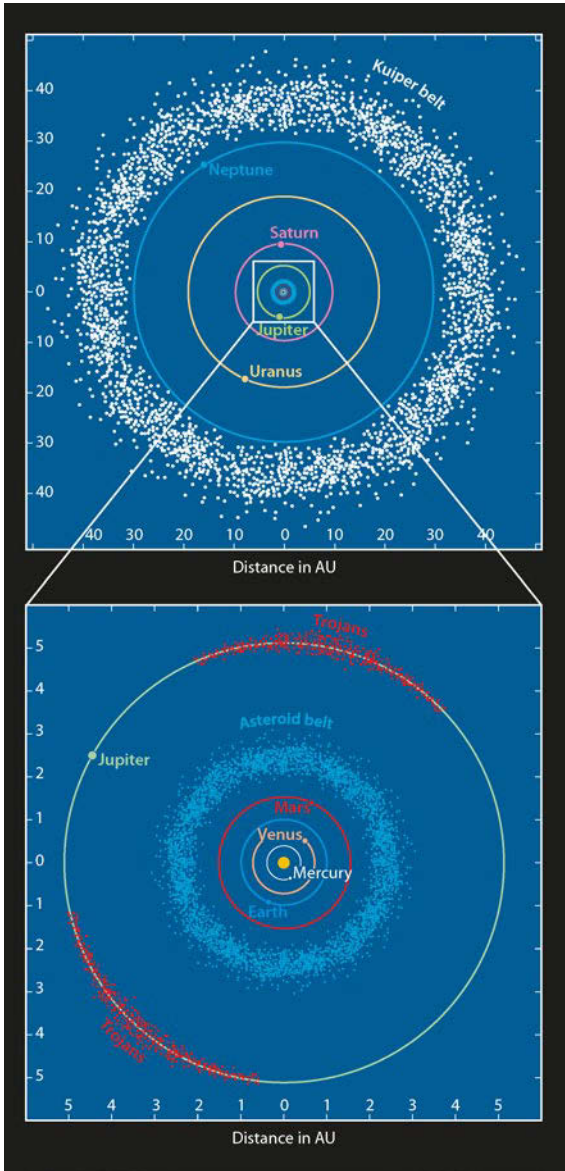 Kuiper belt
40
30
Neptune
20
Saturn
10
0
Jupiter
10
Uranus
20
30
40
40 30 20 10 0 10 20 30 40
Distance in AU
Trojans
5
4
3
Asteroid belt
Jupiter
2
Mars
1
Venus
0
Mercury
1
Earth
2
3
4
Trojans
5
5 4 3 2 1 0 1 2 3 4 5
Distance in AU